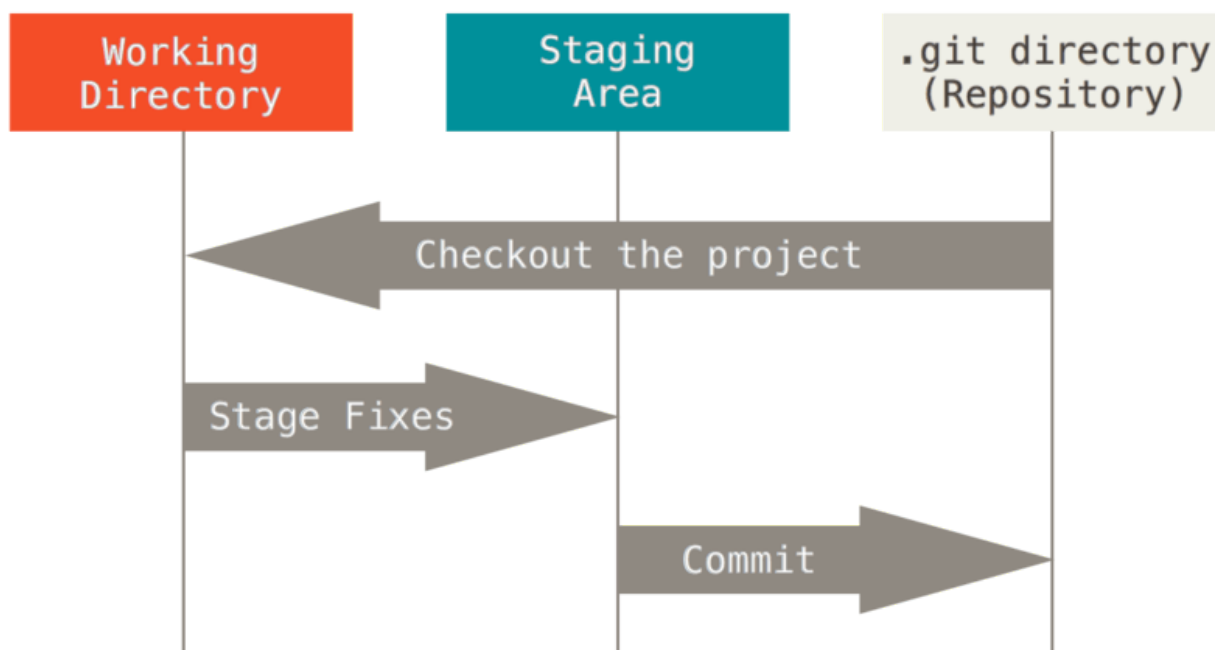 Working
Directory
Staging
Area
.git directory
(Repository)
Checkout the project
Stage Fixes
Commit